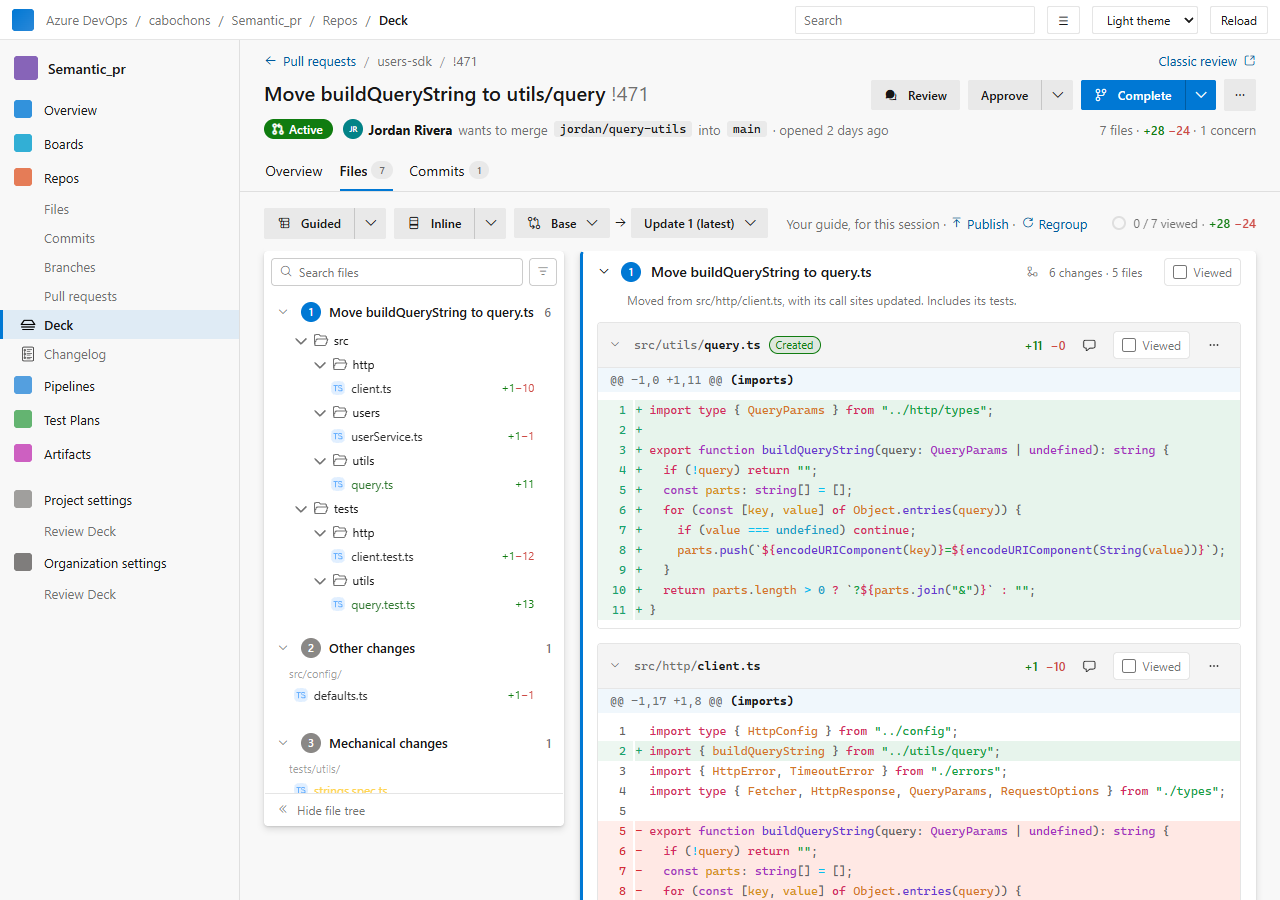 Azure DevOps / cabochons / Semantic_pr / Repos / Deck
Search
Light theme
Reload
Semantic_pr
Overview
Boards
Repos
Files
Commits
Branches
Pull requests
Deck
Changelog
Pipelines
Test Plans
Artifacts
Project settings
Review Deck
Organization settings
Review Deck
← Pull requests / users-sdk / !471
Classic review
Move buildQueryString to utils/query !471
Review
Approve
Complete
...
Active JR Jordan Rivera wants to merge jordan/query-utils into main · opened 2 days ago
7 files · +28 −24 · 1 concern
Overview
Files 7
Commits 1
Guided
Inline
Base → Update 1 (latest)
Your guide, for this session · Publish · Regroup
0 / 7 viewed · +28 −24
Search files
1 Move buildQueryString to query.ts 6
src
http
TS client.ts +1−10
users
TS userService.ts +1−1
utils
TS query.ts +11
tests
http
TS client.test.ts +1−12
utils
TS query.test.ts +13
2 Other changes 1
src/config/
TS defaults.ts +1−1
3 Mechanical changes 1
tests/utils/
TS strings.spec.ts
Hide file tree
1 Move buildQueryString to query.ts
6 changes · 5 files
Viewed
Moved from src/http/client.ts, with its call sites updated. Includes its tests.
src/utils/query.ts Created +11 −0 Viewed ...
@@ −1,0 +1,11 @@ (imports)
1 + import type { QueryParams } from "../http/types";
2 +
3 + export function buildQueryString(query: QueryParams | undefined): string {
4 + if (!query) return "";
5 + const parts: string[] = [];
6 + for (const [key, value] of Object.entries(query)) {
7 + if (value === undefined) continue;
8 + parts.push(`${encodeURIComponent(key)}=${encodeURIComponent(String(value))}`);
9 + }
10 + return parts.length > 0 ? `?${parts.join("&")}` : "";
11 + }
src/http/client.ts +1 −10 Viewed ...
@@ −1,17 +1,8 @@ (imports)
1 import type { HttpConfig } from "../config";
2 + import { buildQueryString } from "../utils/query";
3 import { HttpError, TimeoutError } from "./errors";
4 import type { Fetcher, HttpResponse, QueryParams, RequestOptions } from "./types";
5
5 − export function buildQueryString(query: QueryParams | undefined): string {
6 − if (!query) return "";
7 − const parts: string[] = [];
8 − for (const [key, value] of Object.entries(query)) {